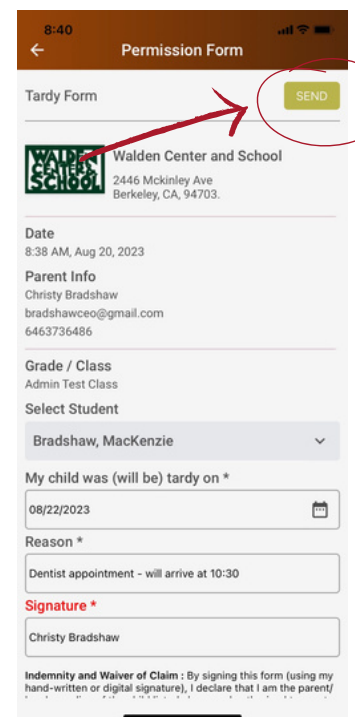 8:40
Permission Form
Tardy Form
SEND
WALDEN
CENTER &
SCHOOL
Walden Center and School
2446 Mckinley Ave
Berkeley, CA, 94703.
Date
8:38 AM, Aug 20, 2023
Parent Info
Christy Bradshaw
bradshawceo@gmail.com
6463736486
Grade / Class
Admin Test Class
Select Student
Bradshaw, MacKenzie
My child was (will be) tardy on *
08/22/2023
Reason *
Dentist appointment - will arrive at 10:30
Signature *
Christy Bradshaw
Indemnity and Waiver of Claim : By signing this form (using my
hand-written or digital signature), I declare that I am the parent/